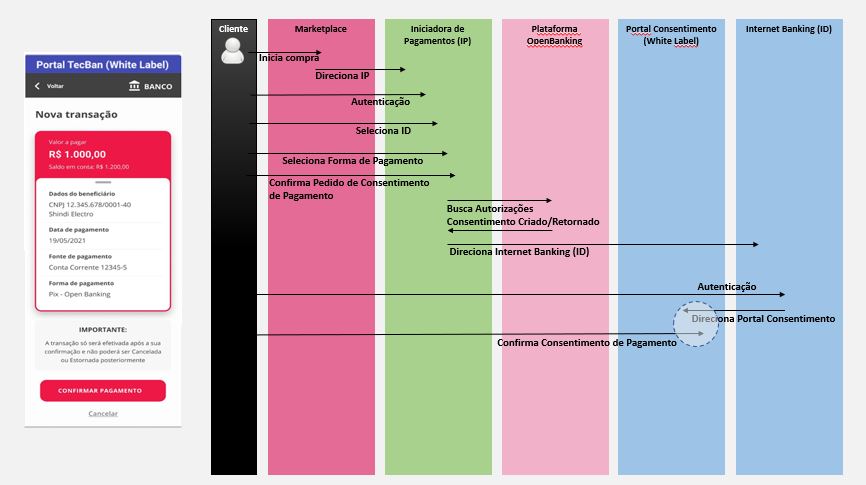 Portal TecBan (White Label)
Voltar
BANCO
Nova transação
Valor a pagar
R$ 1.000,00
Saldo em conta: R$ 1.200,00
Dados do beneficiário
CNPJ 12.345.678/0001-40
Shindi Electro
Data de pagamento
19/05/2021
Fonte de pagamento
Conta Corrente 12345-5
Forma de pagamento
Pix - Open Banking
IMPORTANTE:
A transação só será efetivada após a sua
confirmação e não poderá ser Cancelada
ou Estornada posteriormente
CONFIRMAR PAGAMENTO
Cancelar
Cliente
Marketplace
Iniciadora de
Pagamentos (IP)
Plataforma
OpenBanking
Portal Consentimento
(White Label)
Internet Banking (ID)
Inicia compra
Direciona IP
Autenticação
Seleciona ID
Seleciona Forma de Pagamento
Confirma Pedido de Consentimento
de Pagamento
Busca Autorizações
Consentimento Criado/Retornado
Direciona Internet Banking (ID)
Autenticação
Direciona Portal Consentimento
Confirma Consentimento de Pagamento